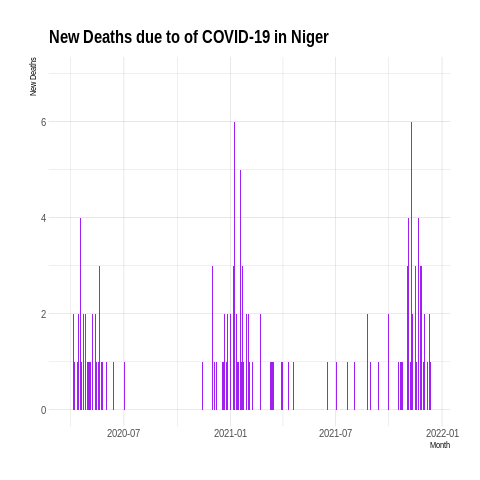 New Deaths due to of COVID-19 in Niger
New Deaths
6
4
2
0
2020-07 2021-01 2021-07 2022-01
Month